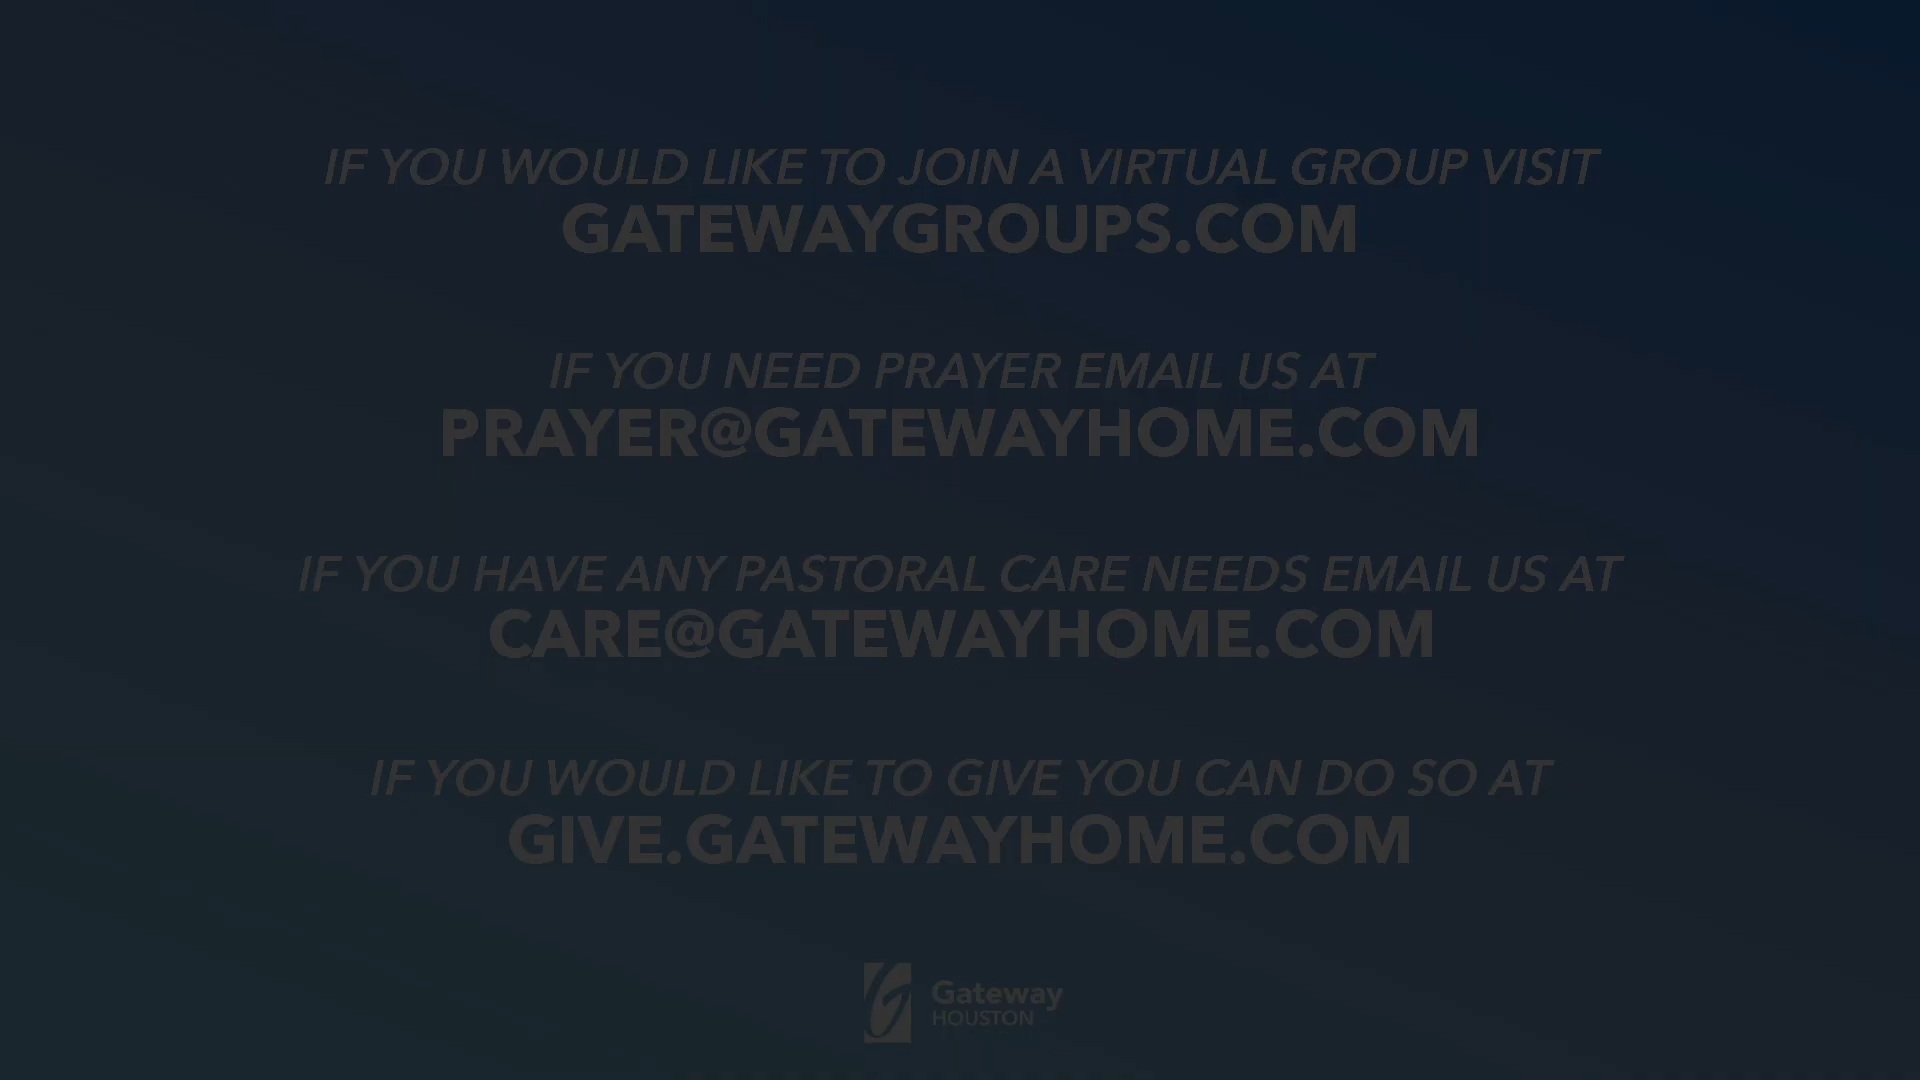 IF YOU WOULD LIKE TO JOIN A VIRTUAL GROUP VISIT
GATEWAYGROUPS.COM
IF YOU NEED PRAYER EMAIL US AT
PRAYER@GATEWAYHOME.COM
IF YOU HAVE ANY PASTORAL CARE NEEDS EMAIL US AT
CARE@GATEWAYHOME.COM
IF YOU WOULD LIKE TO GIVE YOU CAN DO SO AT
GIVE.GATEWAYHOME.COM
Gateway
HOUSTON